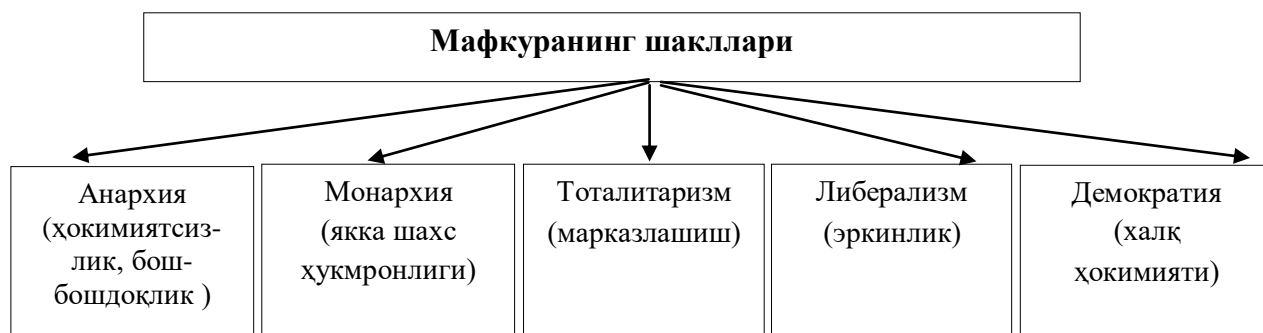 Мафкуранинг шакллари
Анархия
(ҳокимиятсиз-
лик, бош-
бошдоқлик )
Монархия
(якка шахс
ҳукмронлиги)
Тоталитаризм
(марказлашиш)
Либерализм
(эркинлик)
Демократия
(халқ
ҳокимияти)